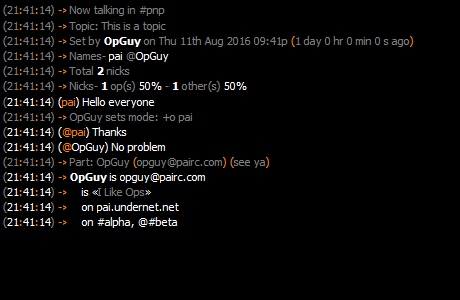 (21:41:14) -> Now talking in #pnp
(21:41:14) -> Topic: This is a topic
(21:41:14) -> Set by OpGuy on Thu 11th Aug 2016 09:41p (1 day 0 hr 0 min 0 s ago)
(21:41:14) -> Names- pai @OpGuy
(21:41:14) -> Total 2 nicks
(21:41:14) -> Nicks- 1 op(s) 50% - 1 other(s) 50%
(21:41:14) (pai) Hello everyone
(21:41:14) -> OpGuy sets mode: +o pai
(21:41:14) (@pai) Thanks
(21:41:14) (@OpGuy) No problem
(21:41:14) -> Part: OpGuy (opguy@pairc.com) (see ya)
(21:41:14) -> OpGuy is opguy@pairc.com
(21:41:14) -> is «I Like Ops»
(21:41:14) -> on pai.undernet.net
(21:41:14) -> on #alpha, @#beta